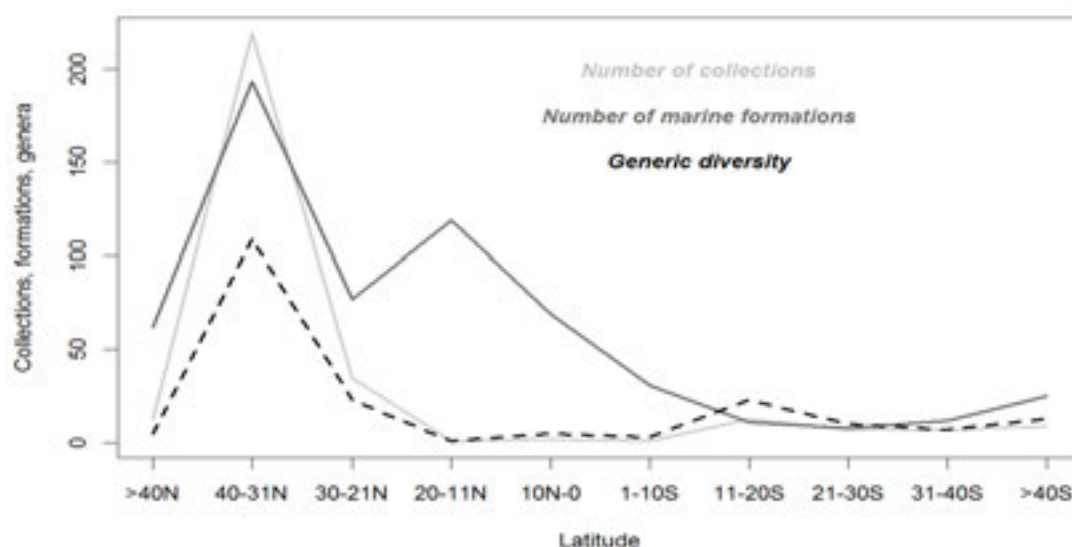 Collections, formations, genera
200
150
100
50
0
Number of collections
Number of marine formations
Generic diversity
>40N 40-31N 30-21N 20-11N 10N-0 1-10S 11-20S 21-30S 31-40S >40S
Latitude